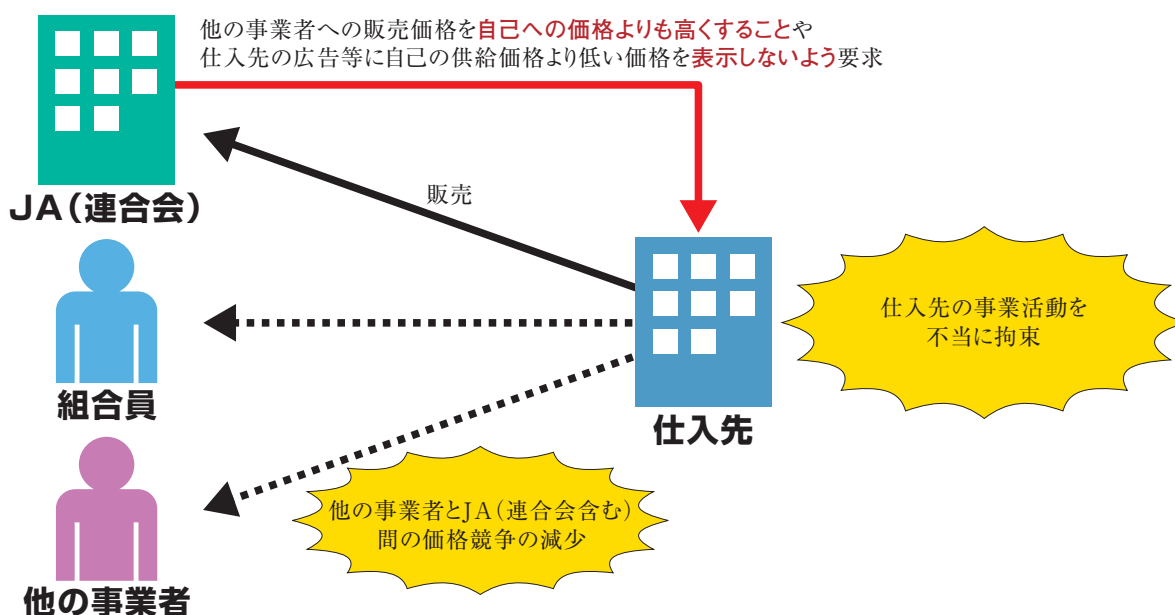 他の事業者への販売価格を自己への価格よりも高くすることや
仕入先の広告等に自己の供給価格より低い価格を表示しないよう要求
JA(連合会)
販売
仕入先の事業活動を
不当に拘束
組合員
仕入先
他の事業者とJA(連合会含む)
間の価格競争の減少
他の事業者